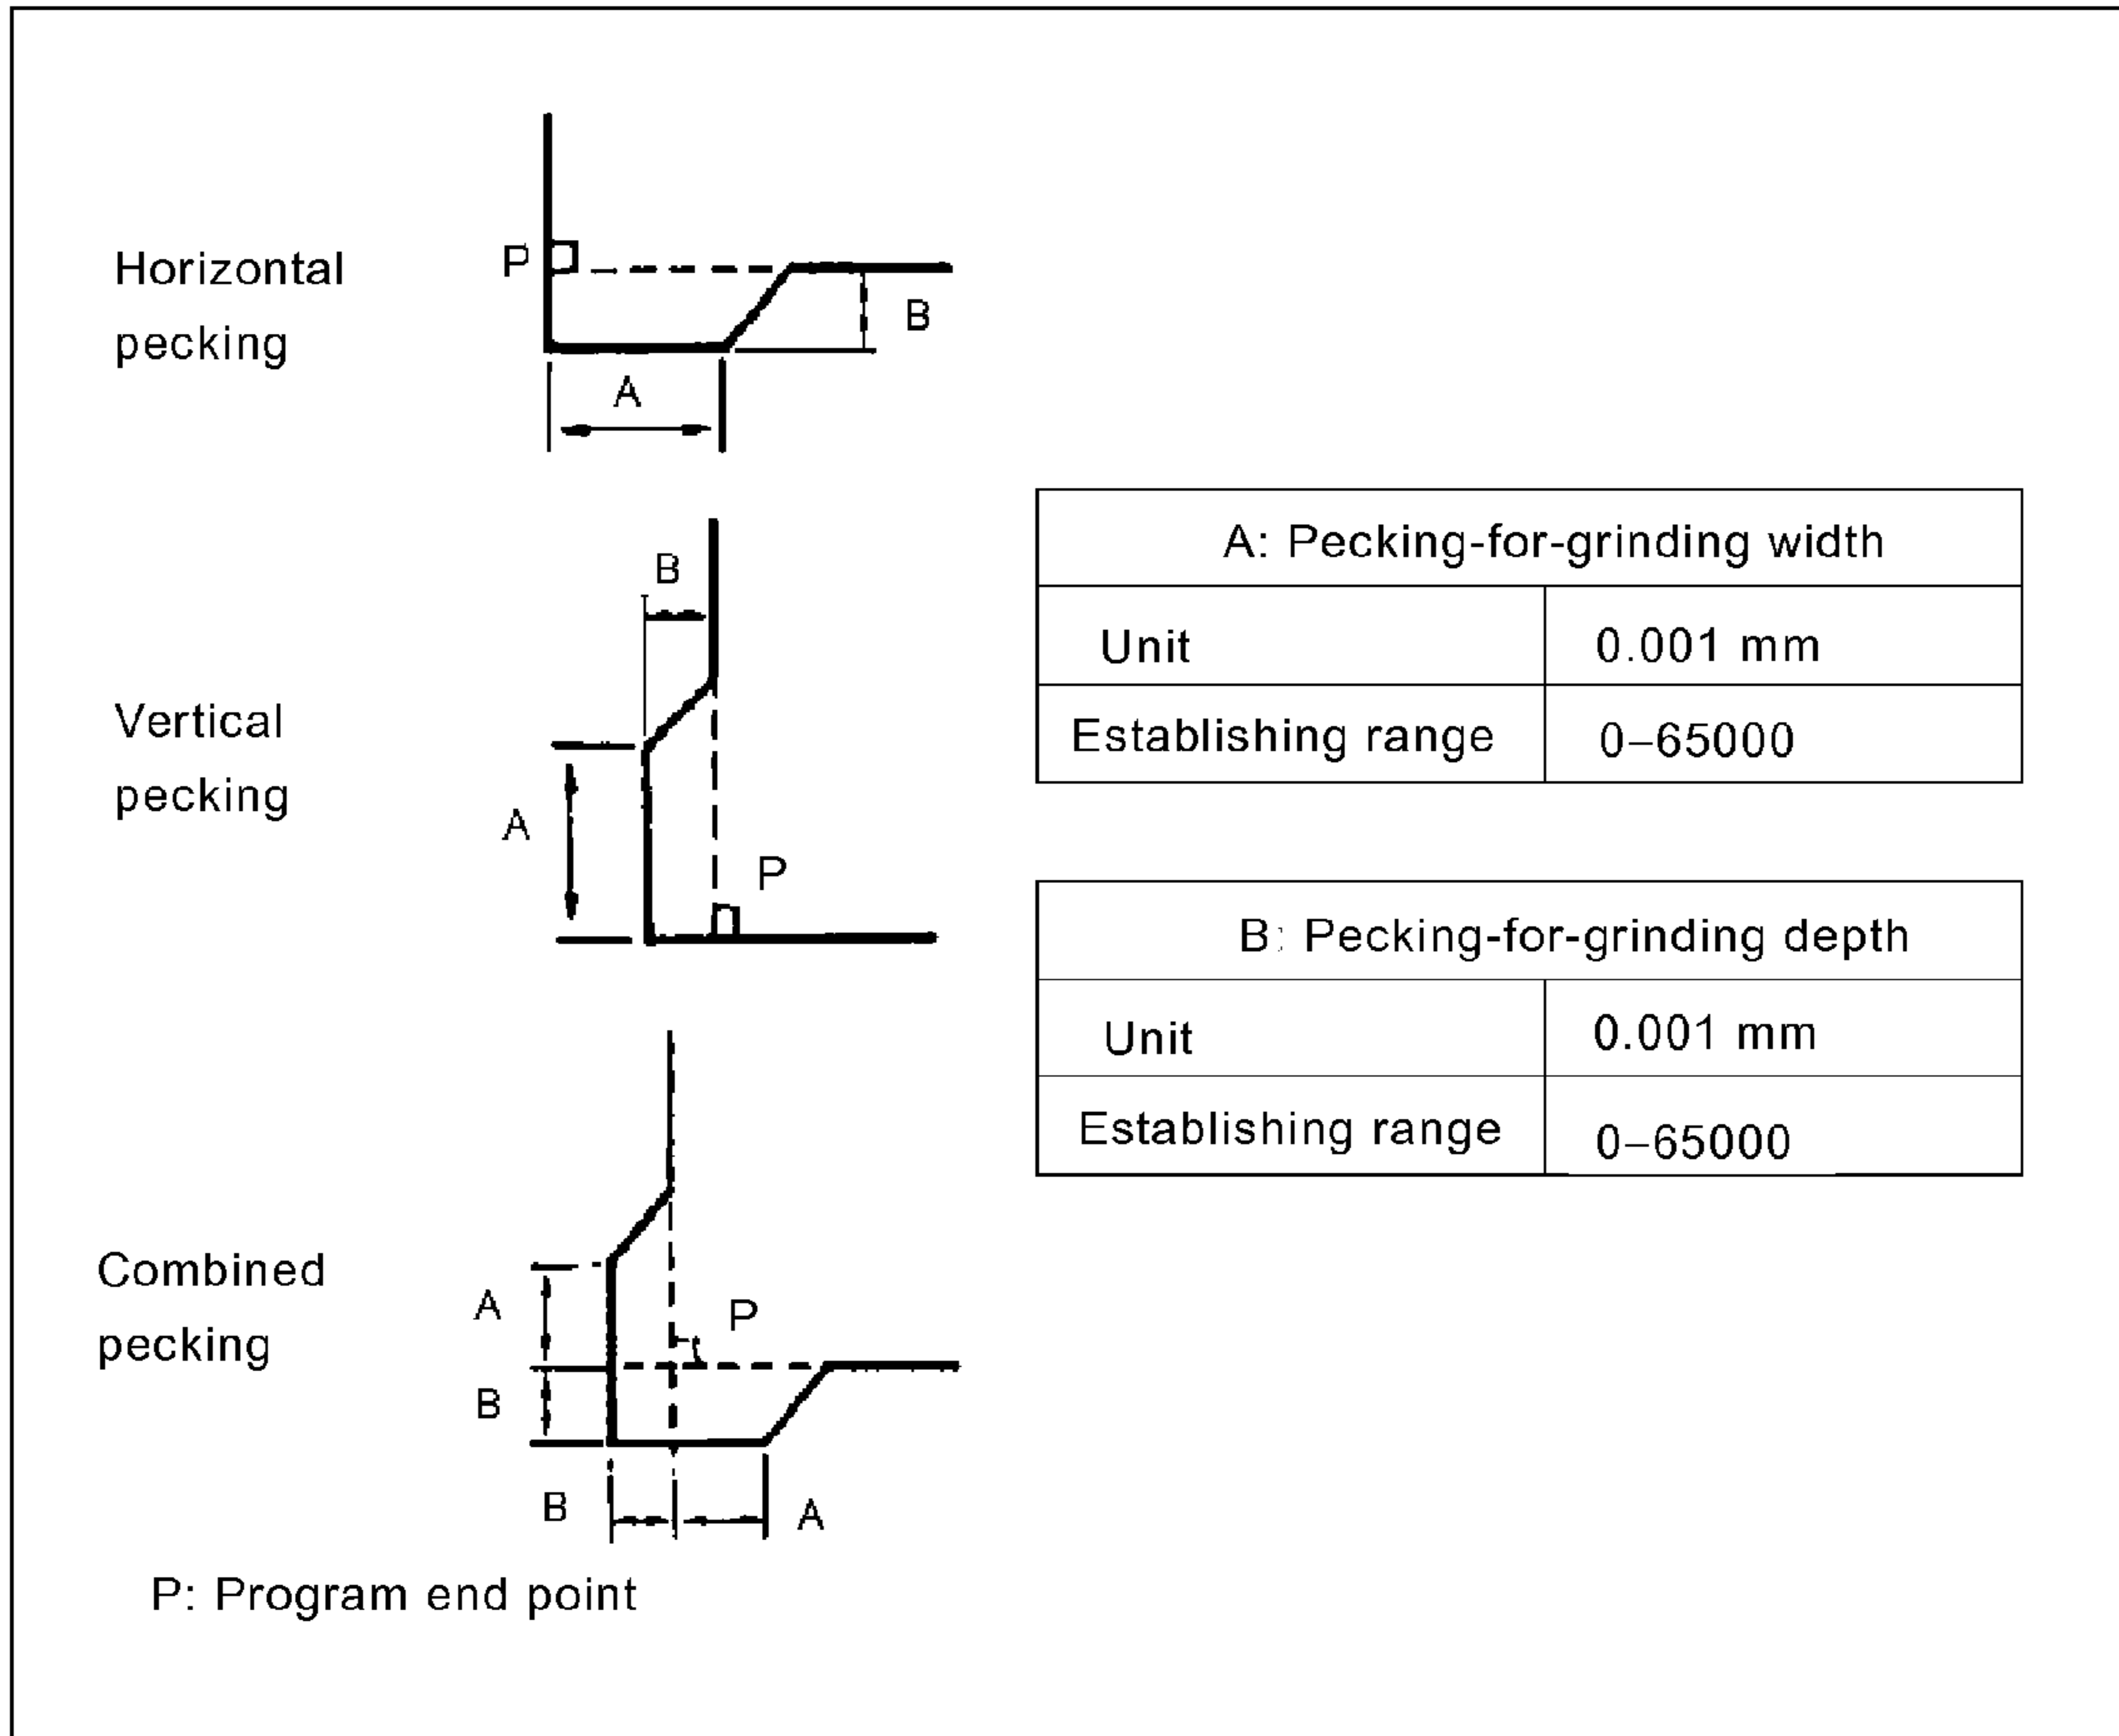 Horizontal
pecking
P
B
A
Vertical
pecking
B
A
P
A: Pecking-for-grinding width
Unit 0.001 mm
Establishing range 0–65000
B: Pecking-for-grinding depth
Unit 0.001 mm
Establishing range 0–65000
Combined
pecking
A
P
B
B
A
P: Program end point